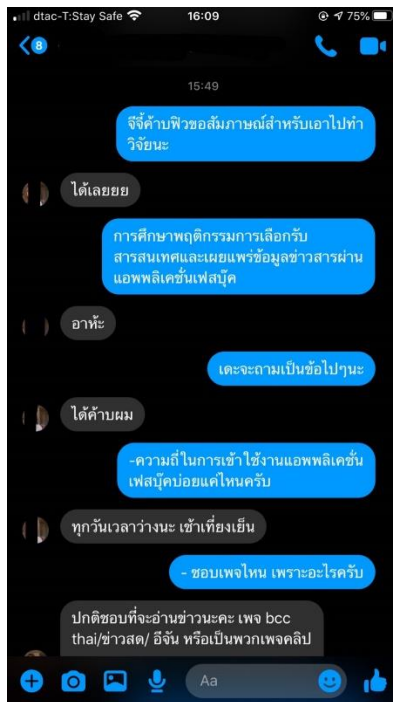 dtac-T:Stay Safe 16:09 75%
8
15:49
จีจี้ค้าบฟิวขอสัมภาษณ์สำหรับเอาไปทำ
วิจัยนะ
ได้เลยยย
การศึกษาพฤติกรรมการเลือกรับ
สารสนเทศและเผยแพร่ข้อมูลข่าวสารผ่าน
แอพพลิเคชั่นเฟสบุ๊ค
อาห้ะ
เดะจะถามเป็นข้อไปๆนะ
ได้ค้าบผม
-ความถี่ในการเข้าใช้งานแอพพลิเคชั่น
เฟสบุ๊คบ่อยแค่ไหนครับ
ทุกวันเวลาว่างนะ เช้าเที่ยงเย็น
- ชอบเพจไหน เพราะอะไรครับ
ปกติชอบที่จะอ่านข่าวนะคะ เพจ bcc
thai/ข่าวสด/ อีจัน หรือเป็นพวกเพจคลิป
Aa